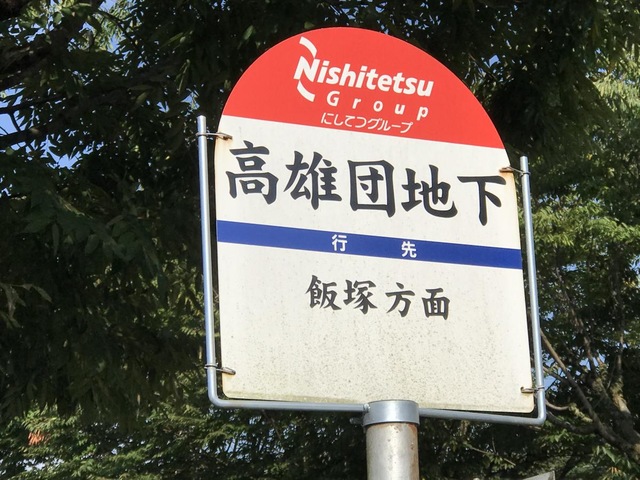 Nishitetsu
Group
にしてつグループ
高雄団地下
行先
飯塚方面